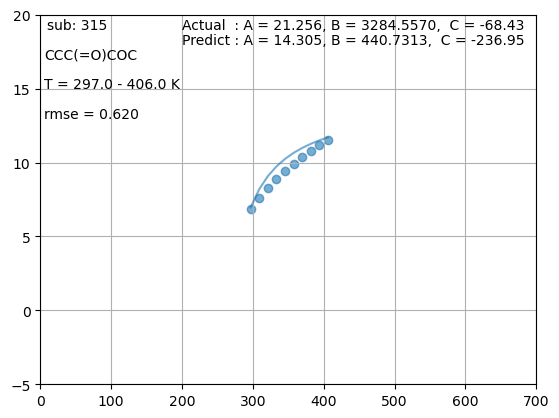 sub: 315
Actual : A = 21.256, B = 3284.5570, C = -68.43
Predict : A = 14.305, B = 440.7313, C = -236.95
CCC(=O)COC
T = 297.0 - 406.0 K
rmse = 0.620
20
15
10
5
0
−5
0 100 200 300 400 500 600 700